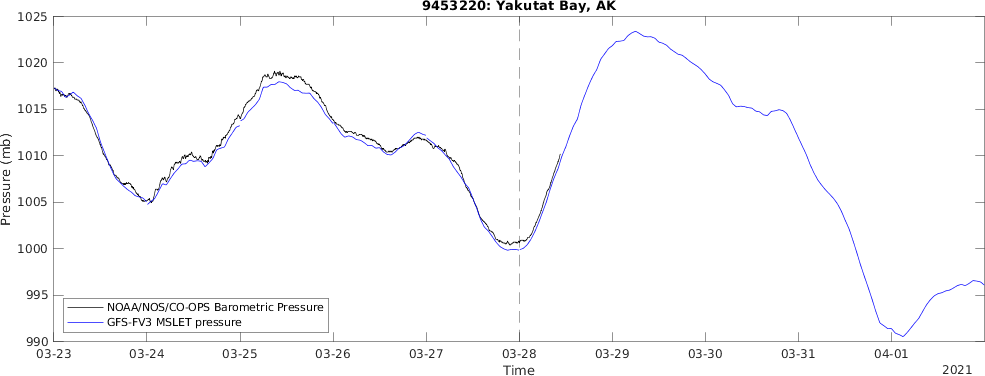 9453220: Yakutat Bay, AK
Pressure (mb)
1025
1020
1015
1010
1005
1000
995
990
NOAA/NOS/CO-OPS Barometric Pressure
GFS-FV3 MSLET pressure
03-23 03-24 03-25 03-26 03-27 03-28 03-29 03-30 03-31 04-01
Time
2021